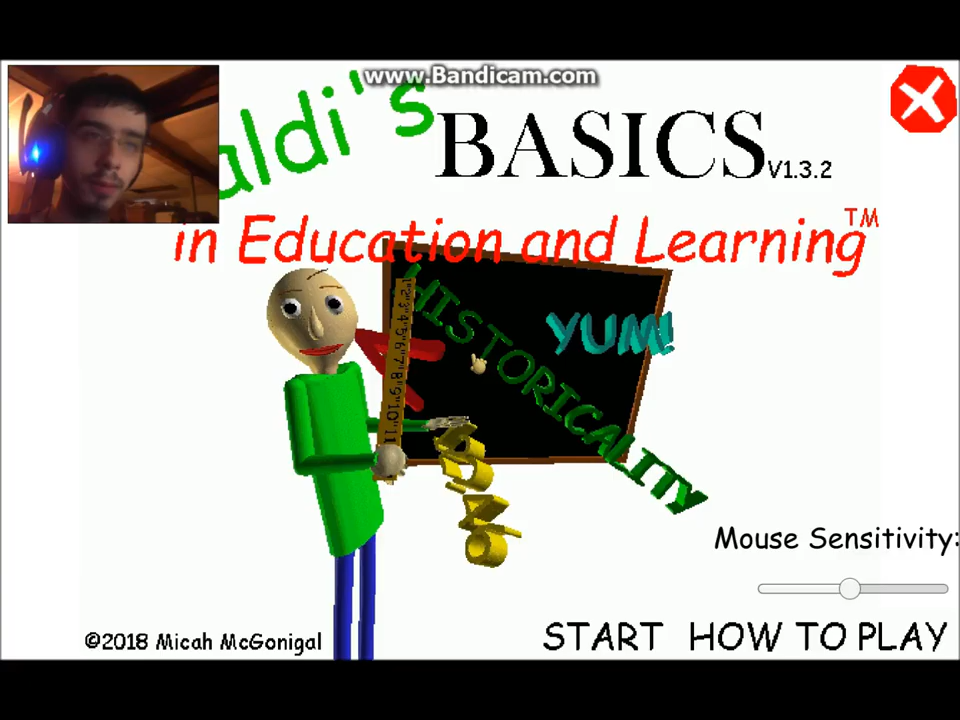 www.Bandicam.com
aldi's
BASICS V1.3.2
in Education and Learning TM
HISTORICALITY
YUM!
Mouse Sensitivity:
©2018 Micah McGonigal
START HOW TO PLAY